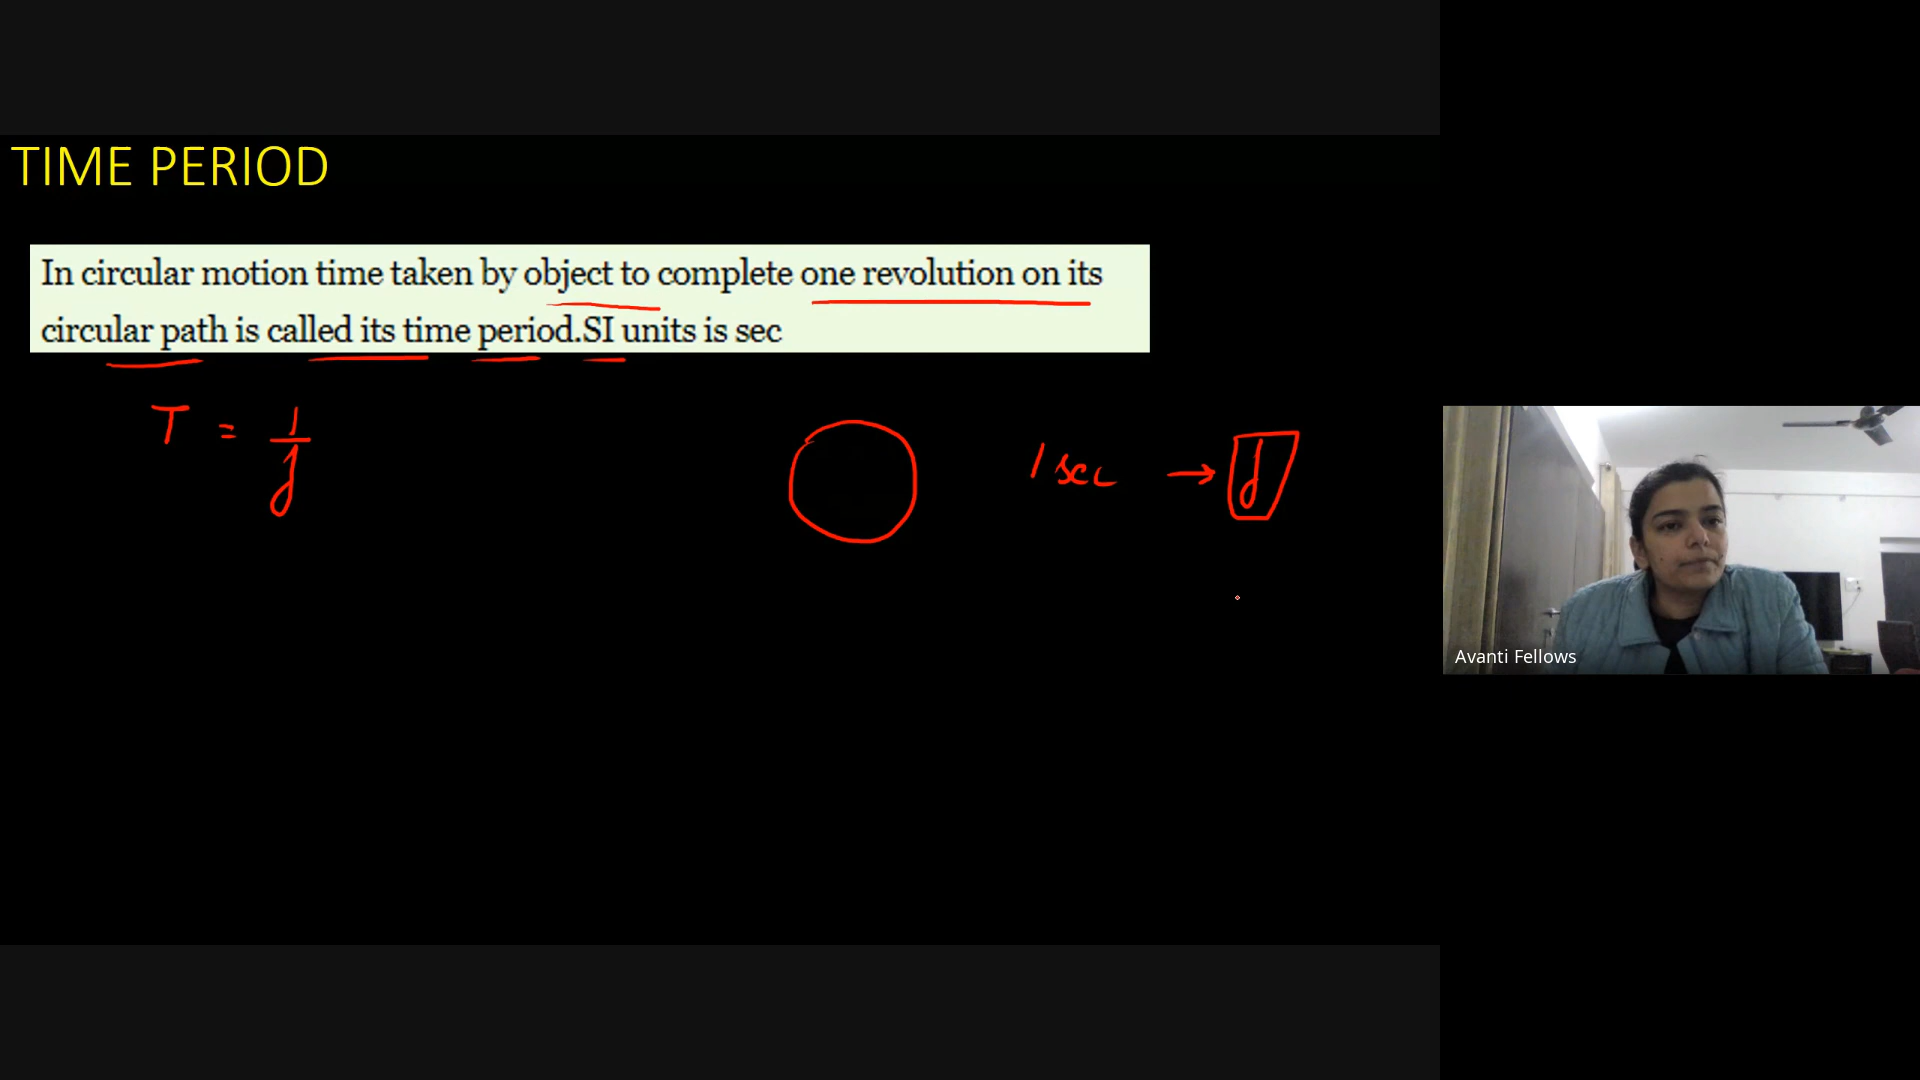 TIME PERIOD
In circular motion time taken by object to complete one revolution on its
circular path is called its time period.SI units is sec
T = 1/f
1 sec → f
Avanti Fellows